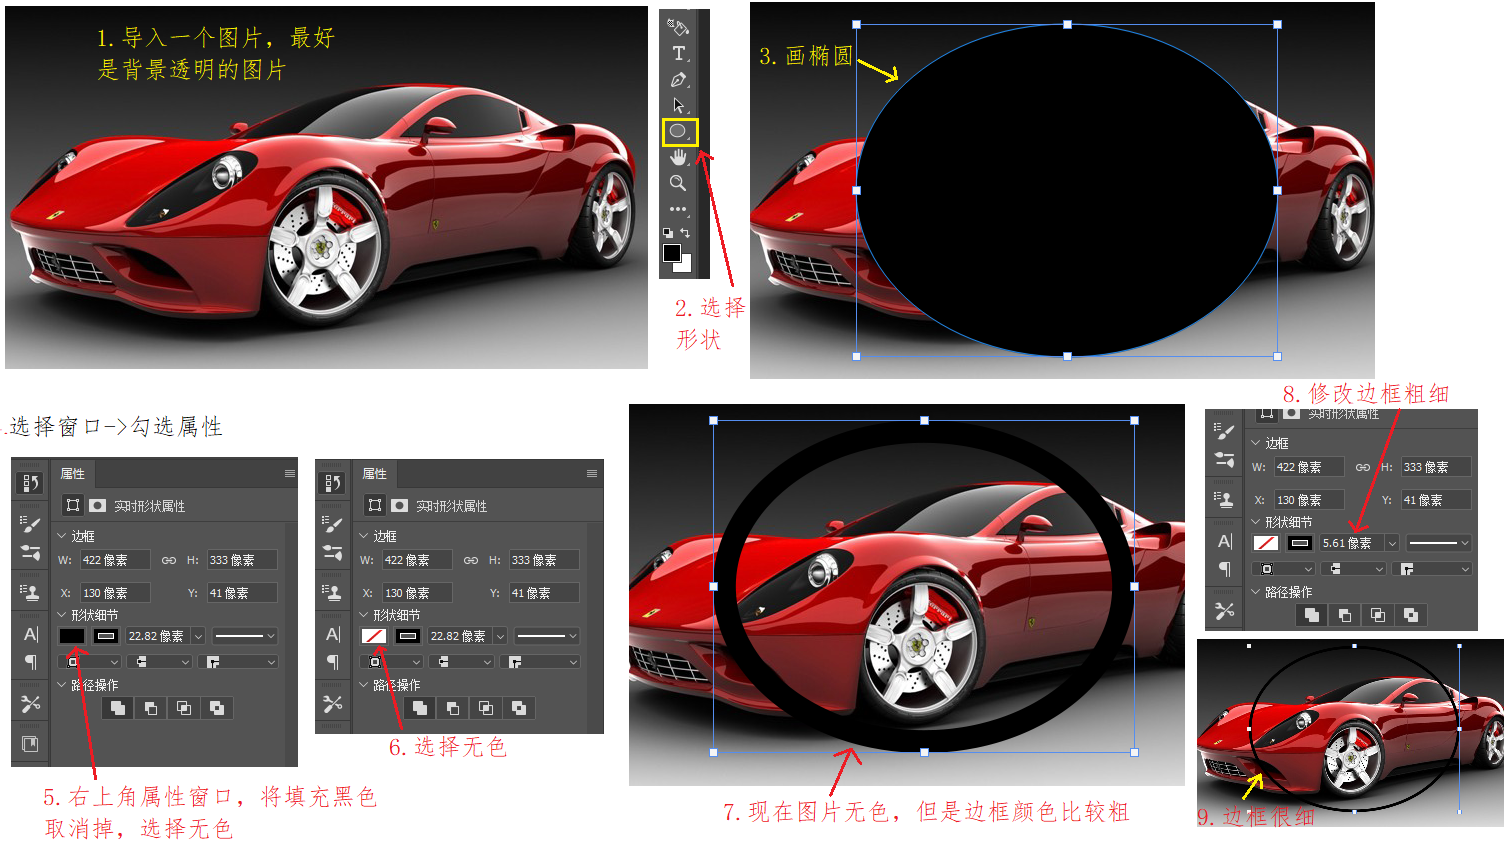 1.导入一个图片，最好
是背景透明的图片
T
2.选择
形状
3.画椭圆
.选择窗口->勾选属性
属性
实时形状属性
边框
W: 422 像素 H: 333 像素
X: 130 像素 Y: 41 像素
形状细节
22.82 像素
路径操作
A
5.右上角属性窗口，将填充黑色
取消掉，选择无色
属性
实时形状属性
边框
W: 422 像素 H: 333 像素
X: 130 像素 Y: 41 像素
形状细节
22.82 像素
路径操作
A
6.选择无色
7.现在图片无色，但是边框颜色比较粗
8.修改边框粗细
实时形状属性
边框
W: 422 像素 H: 333 像素
X: 130 像素 Y: 41 像素
形状细节
5.61 像素
路径操作
A
9.边框很细